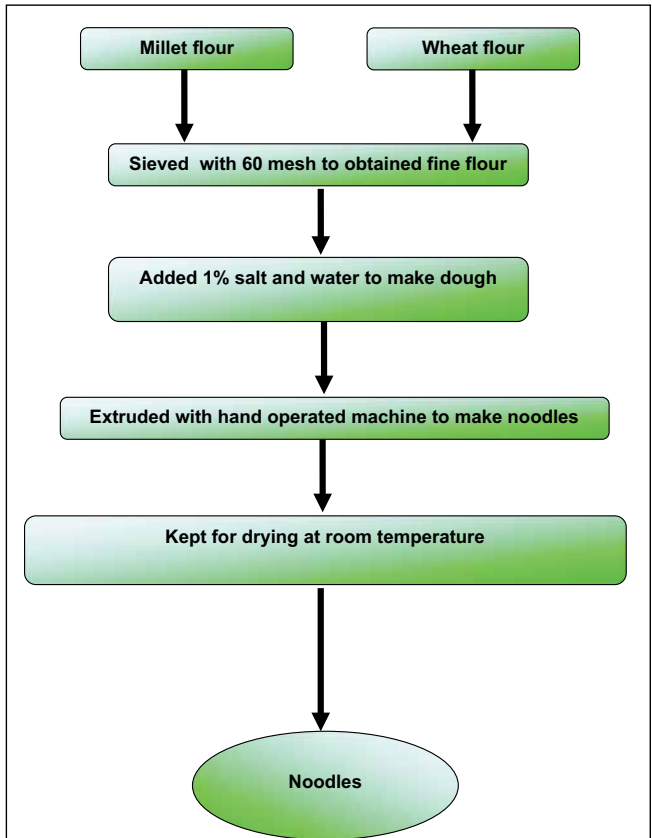 Millet flour
Wheat flour
Sieved with 60 mesh to obtained fine flour
Added 1% salt and water to make dough
Extruded with hand operated machine to make noodles
Kept for drying at room temperature
Noodles